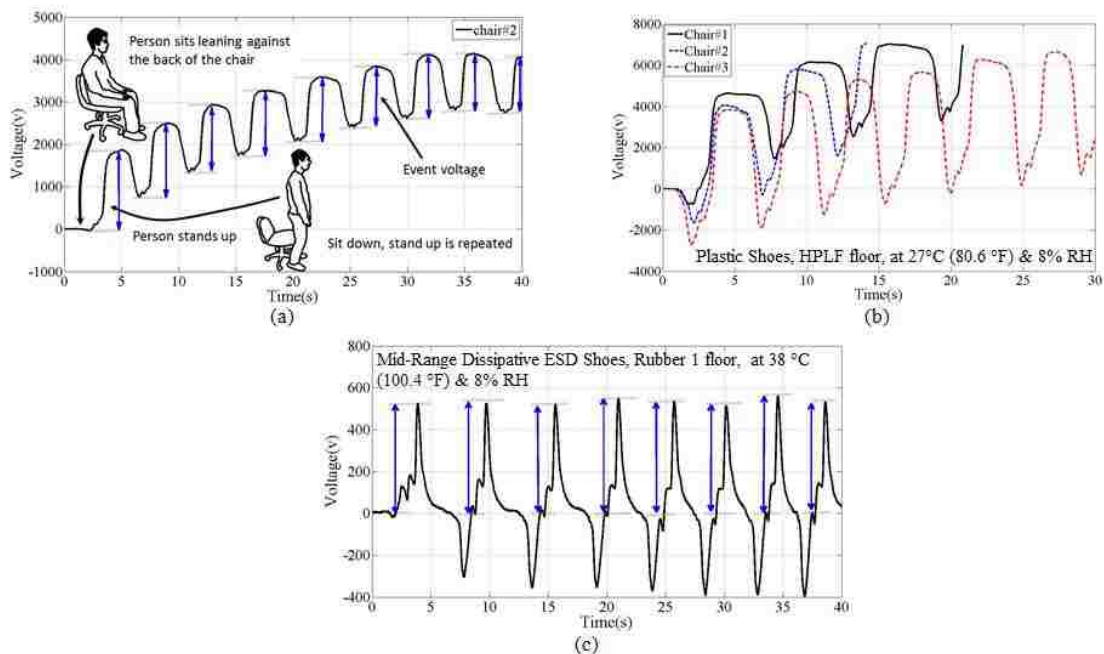 5000
4000
3000
2000
1000
0
-1000
Voltage(v)
chair#2
Person sits leaning against
the back of the chair
Event voltage
Person stands up
Sit down, stand up is repeated
0 5 10 15 20 25 30 35 40
Time(s)
(a)
8000
6000
4000
2000
0
-2000
-4000
Voltage(v)
Chair#1
Chair#2
Chair#3
Plastic Shoes, HPLF floor, at 27°C (80.6 °F) & 8% RH
0 5 10 15 20 25 30
Time(s)
(b)
800
600
400
200
0
-200
-400
Voltage(v)
Mid-Range Dissipative ESD Shoes, Rubber 1 floor, at 38 °C
(100.4 °F) & 8% RH
0 5 10 15 20 25 30 35 40
Time(s)
(c)